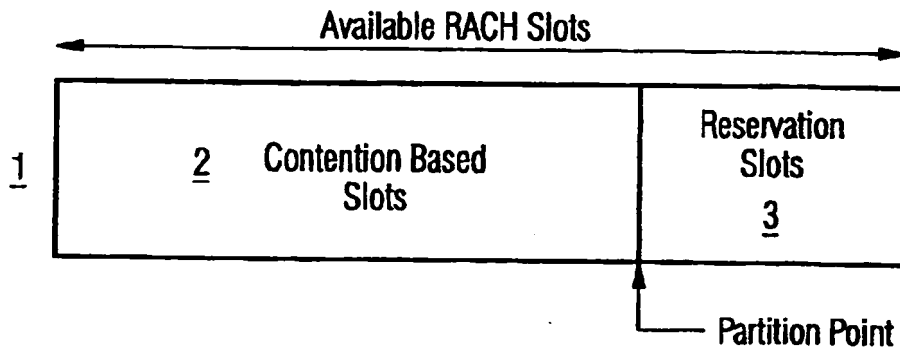 Available RACH Slots
1
2
Contention Based
Slots
Reservation
Slots
3
Partition Point